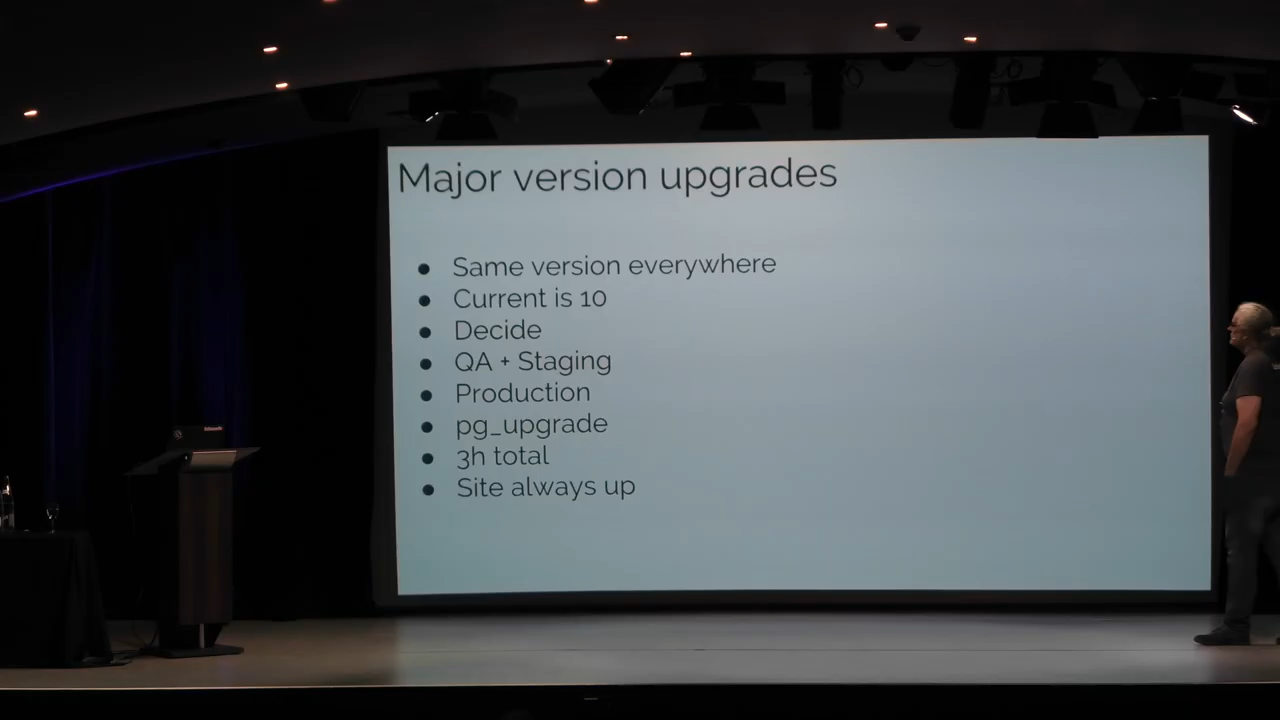 Major version upgrades
● Same version everywhere
● Current is 10
● Decide
● QA + Staging
● Production
● pg_upgrade
● 3h total
● Site always up